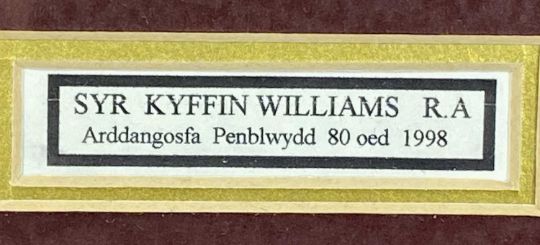 SYR KYFFIN WILLIAMS R.A
Arddangosfa Penblwydd 80 oed 1998